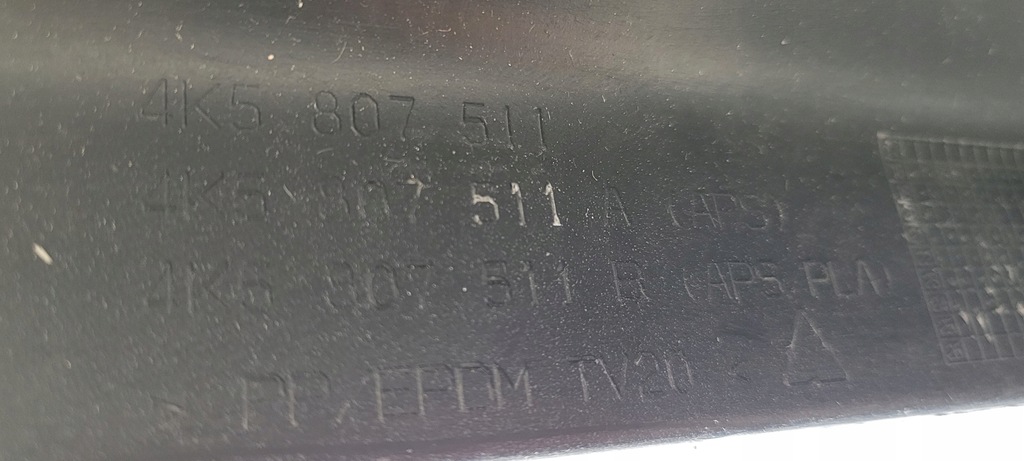 4K5 807 511
4K5 807 511 A (APS)
4K5 807 511 B (APS, PLA)
> PP/EPDM TV20 <